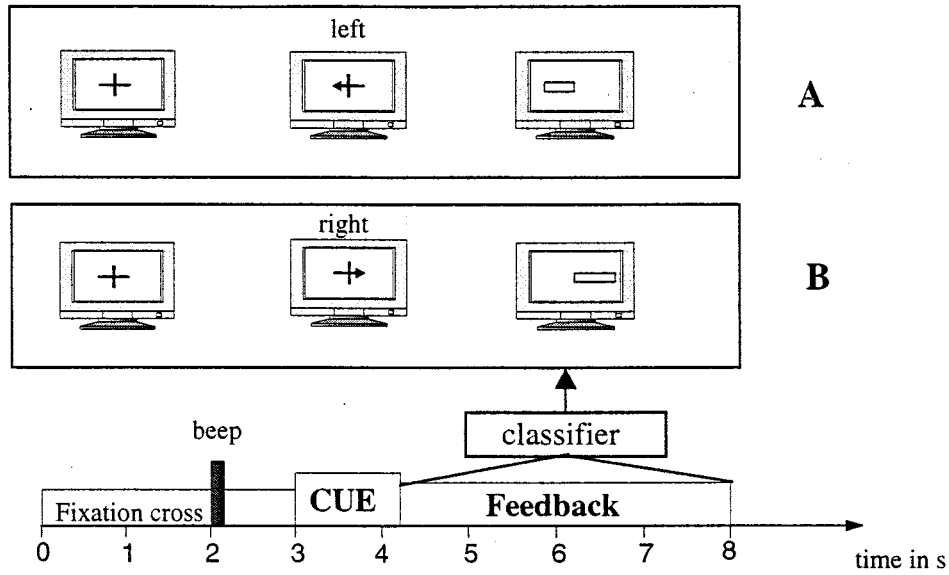 left
A
right
B
beep
classifier
Fixation cross
CUE
Feedback
0 1 2 3 4 5 6 7 8
time in s